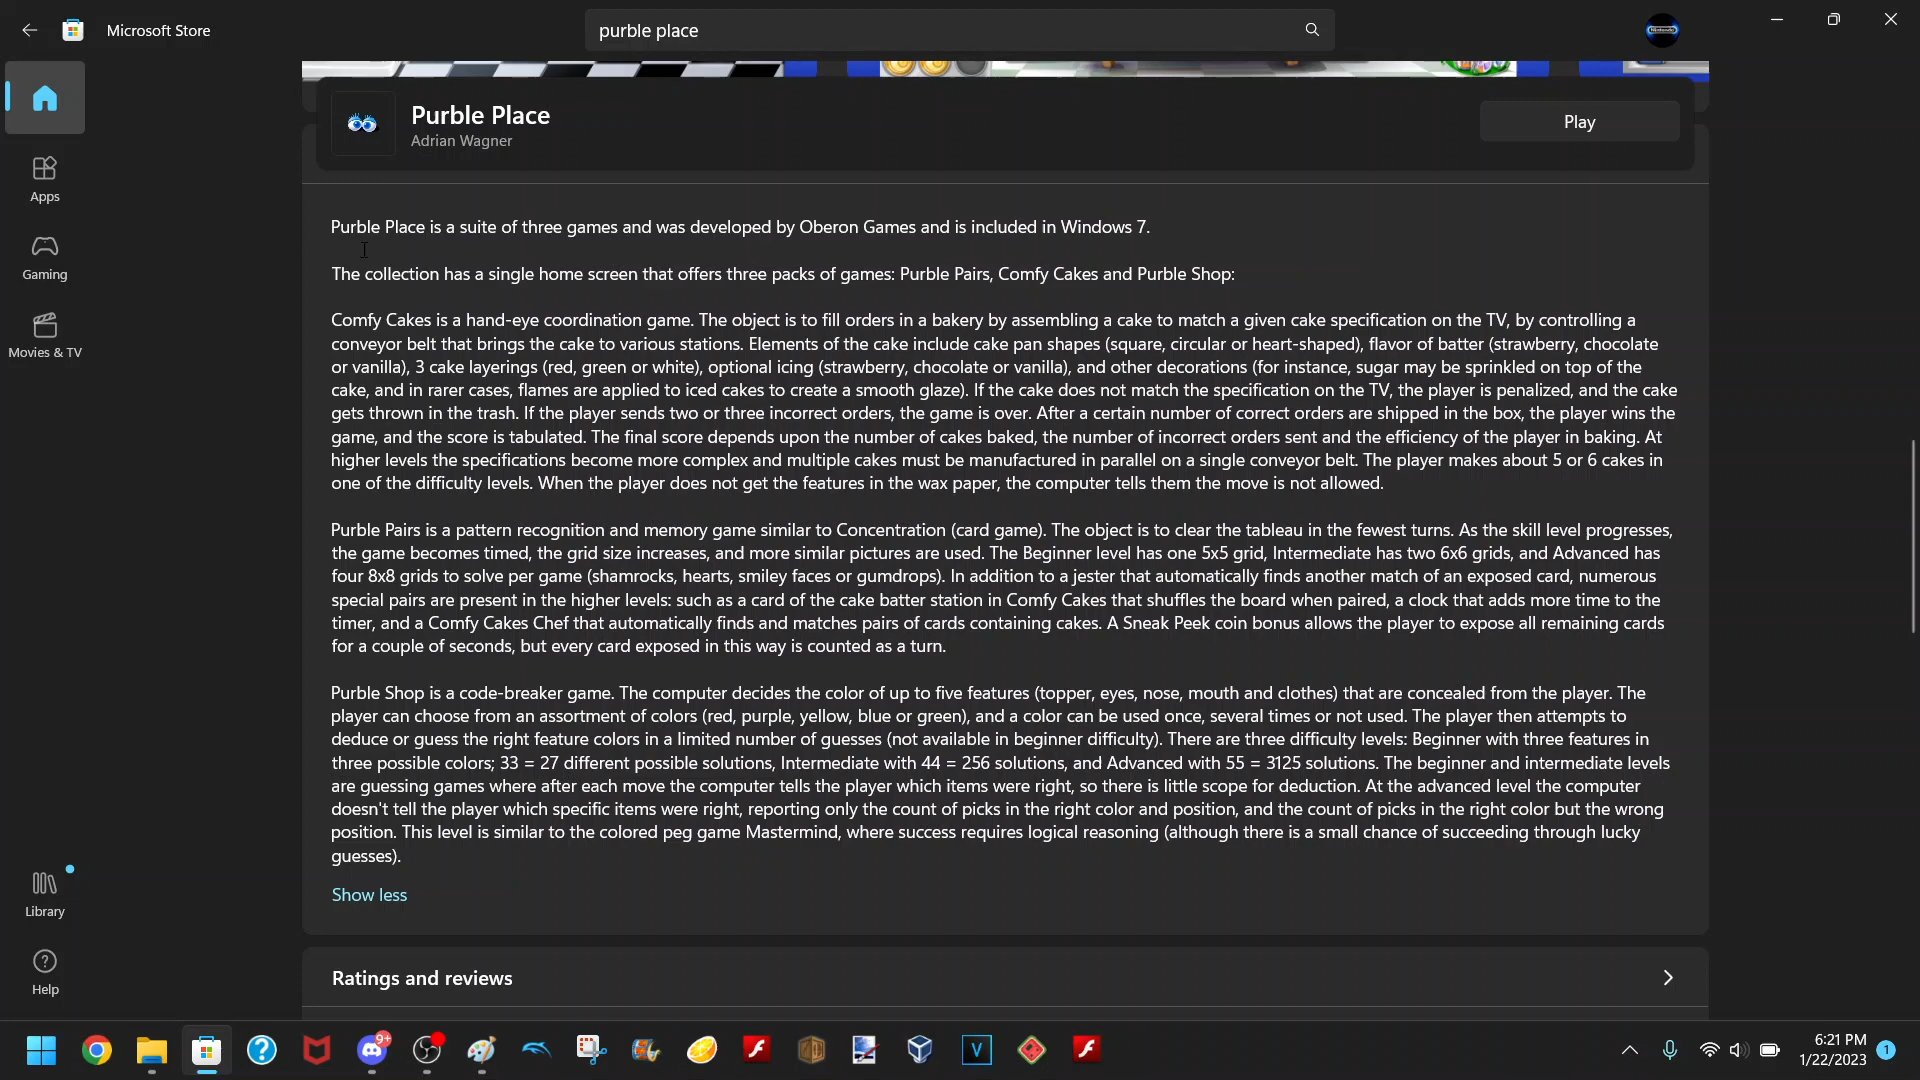 Microsoft Store
purble place
Nintendo
Purble Place
Adrian Wagner
Play
Apps
Gaming
Movies & TV
Library
Help
Purble Place is a suite of three games and was developed by Oberon Games and is included in Windows 7.
The collection has a single home screen that offers three packs of games: Purble Pairs, Comfy Cakes and Purble Shop:
Comfy Cakes is a hand-eye coordination game. The object is to fill orders in a bakery by assembling a cake to match a given cake specification on the TV, by controlling a
conveyor belt that brings the cake to various stations. Elements of the cake include cake pan shapes (square, circular or heart-shaped), flavor of batter (strawberry, chocolate
or vanilla), 3 cake layerings (red, green or white), optional icing (strawberry, chocolate or vanilla), and other decorations (for instance, sugar may be sprinkled on top of the
cake, and in rarer cases, flames are applied to iced cakes to create a smooth glaze). If the cake does not match the specification on the TV, the player is penalized, and the cake
gets thrown in the trash. If the player sends two or three incorrect orders, the game is over. After a certain number of correct orders are shipped in the box, the player wins the
game, and the score is tabulated. The final score depends upon the number of cakes baked, the number of incorrect orders sent and the efficiency of the player in baking. At
higher levels the specifications become more complex and multiple cakes must be manufactured in parallel on a single conveyor belt. The player makes about 5 or 6 cakes in
one of the difficulty levels. When the player does not get the features in the wax paper, the computer tells them the move is not allowed.
Purble Pairs is a pattern recognition and memory game similar to Concentration (card game). The object is to clear the tableau in the fewest turns. As the skill level progresses,
the game becomes timed, the grid size increases, and more similar pictures are used. The Beginner level has one 5x5 grid, Intermediate has two 6x6 grids, and Advanced has
four 8x8 grids to solve per game (shamrocks, hearts, smiley faces or gumdrops). In addition to a jester that automatically finds another match of an exposed card, numerous
special pairs are present in the higher levels: such as a card of the cake batter station in Comfy Cakes that shuffles the board when paired, a clock that adds more time to the
timer, and a Comfy Cakes Chef that automatically finds and matches pairs of cards containing cakes. A Sneak Peek coin bonus allows the player to expose all remaining cards
for a couple of seconds, but every card exposed in this way is counted as a turn.
Purble Shop is a code-breaker game. The computer decides the color of up to five features (topper, eyes, nose, mouth and clothes) that are concealed from the player. The
player can choose from an assortment of colors (red, purple, yellow, blue or green), and a color can be used once, several times or not used. The player then attempts to
deduce or guess the right feature colors in a limited number of guesses (not available in beginner difficulty). There are three difficulty levels: Beginner with three features in
three possible colors; 33 = 27 different possible solutions, Intermediate with 44 = 256 solutions, and Advanced with 55 = 3125 solutions. The beginner and intermediate levels
are guessing games where after each move the computer tells the player which items were right, so there is little scope for deduction. At the advanced level the computer
doesn't tell the player which specific items were right, reporting only the count of picks in the right color and position, and the count of picks in the right color but the wrong
position. This level is similar to the colored peg game Mastermind, where success requires logical reasoning (although there is a small chance of succeeding through lucky
guesses).
Show less
Ratings and reviews
9+
V
6:21 PM
1/22/2023
1